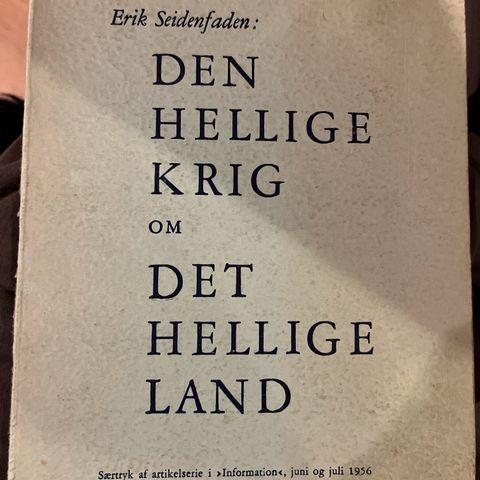 Erik Seidenfaden:
DEN
HELLIGE
KRIG
OM
DET
HELLIGE
LAND
Særtryk af artikelserie i »Information«, juni og juli 1956